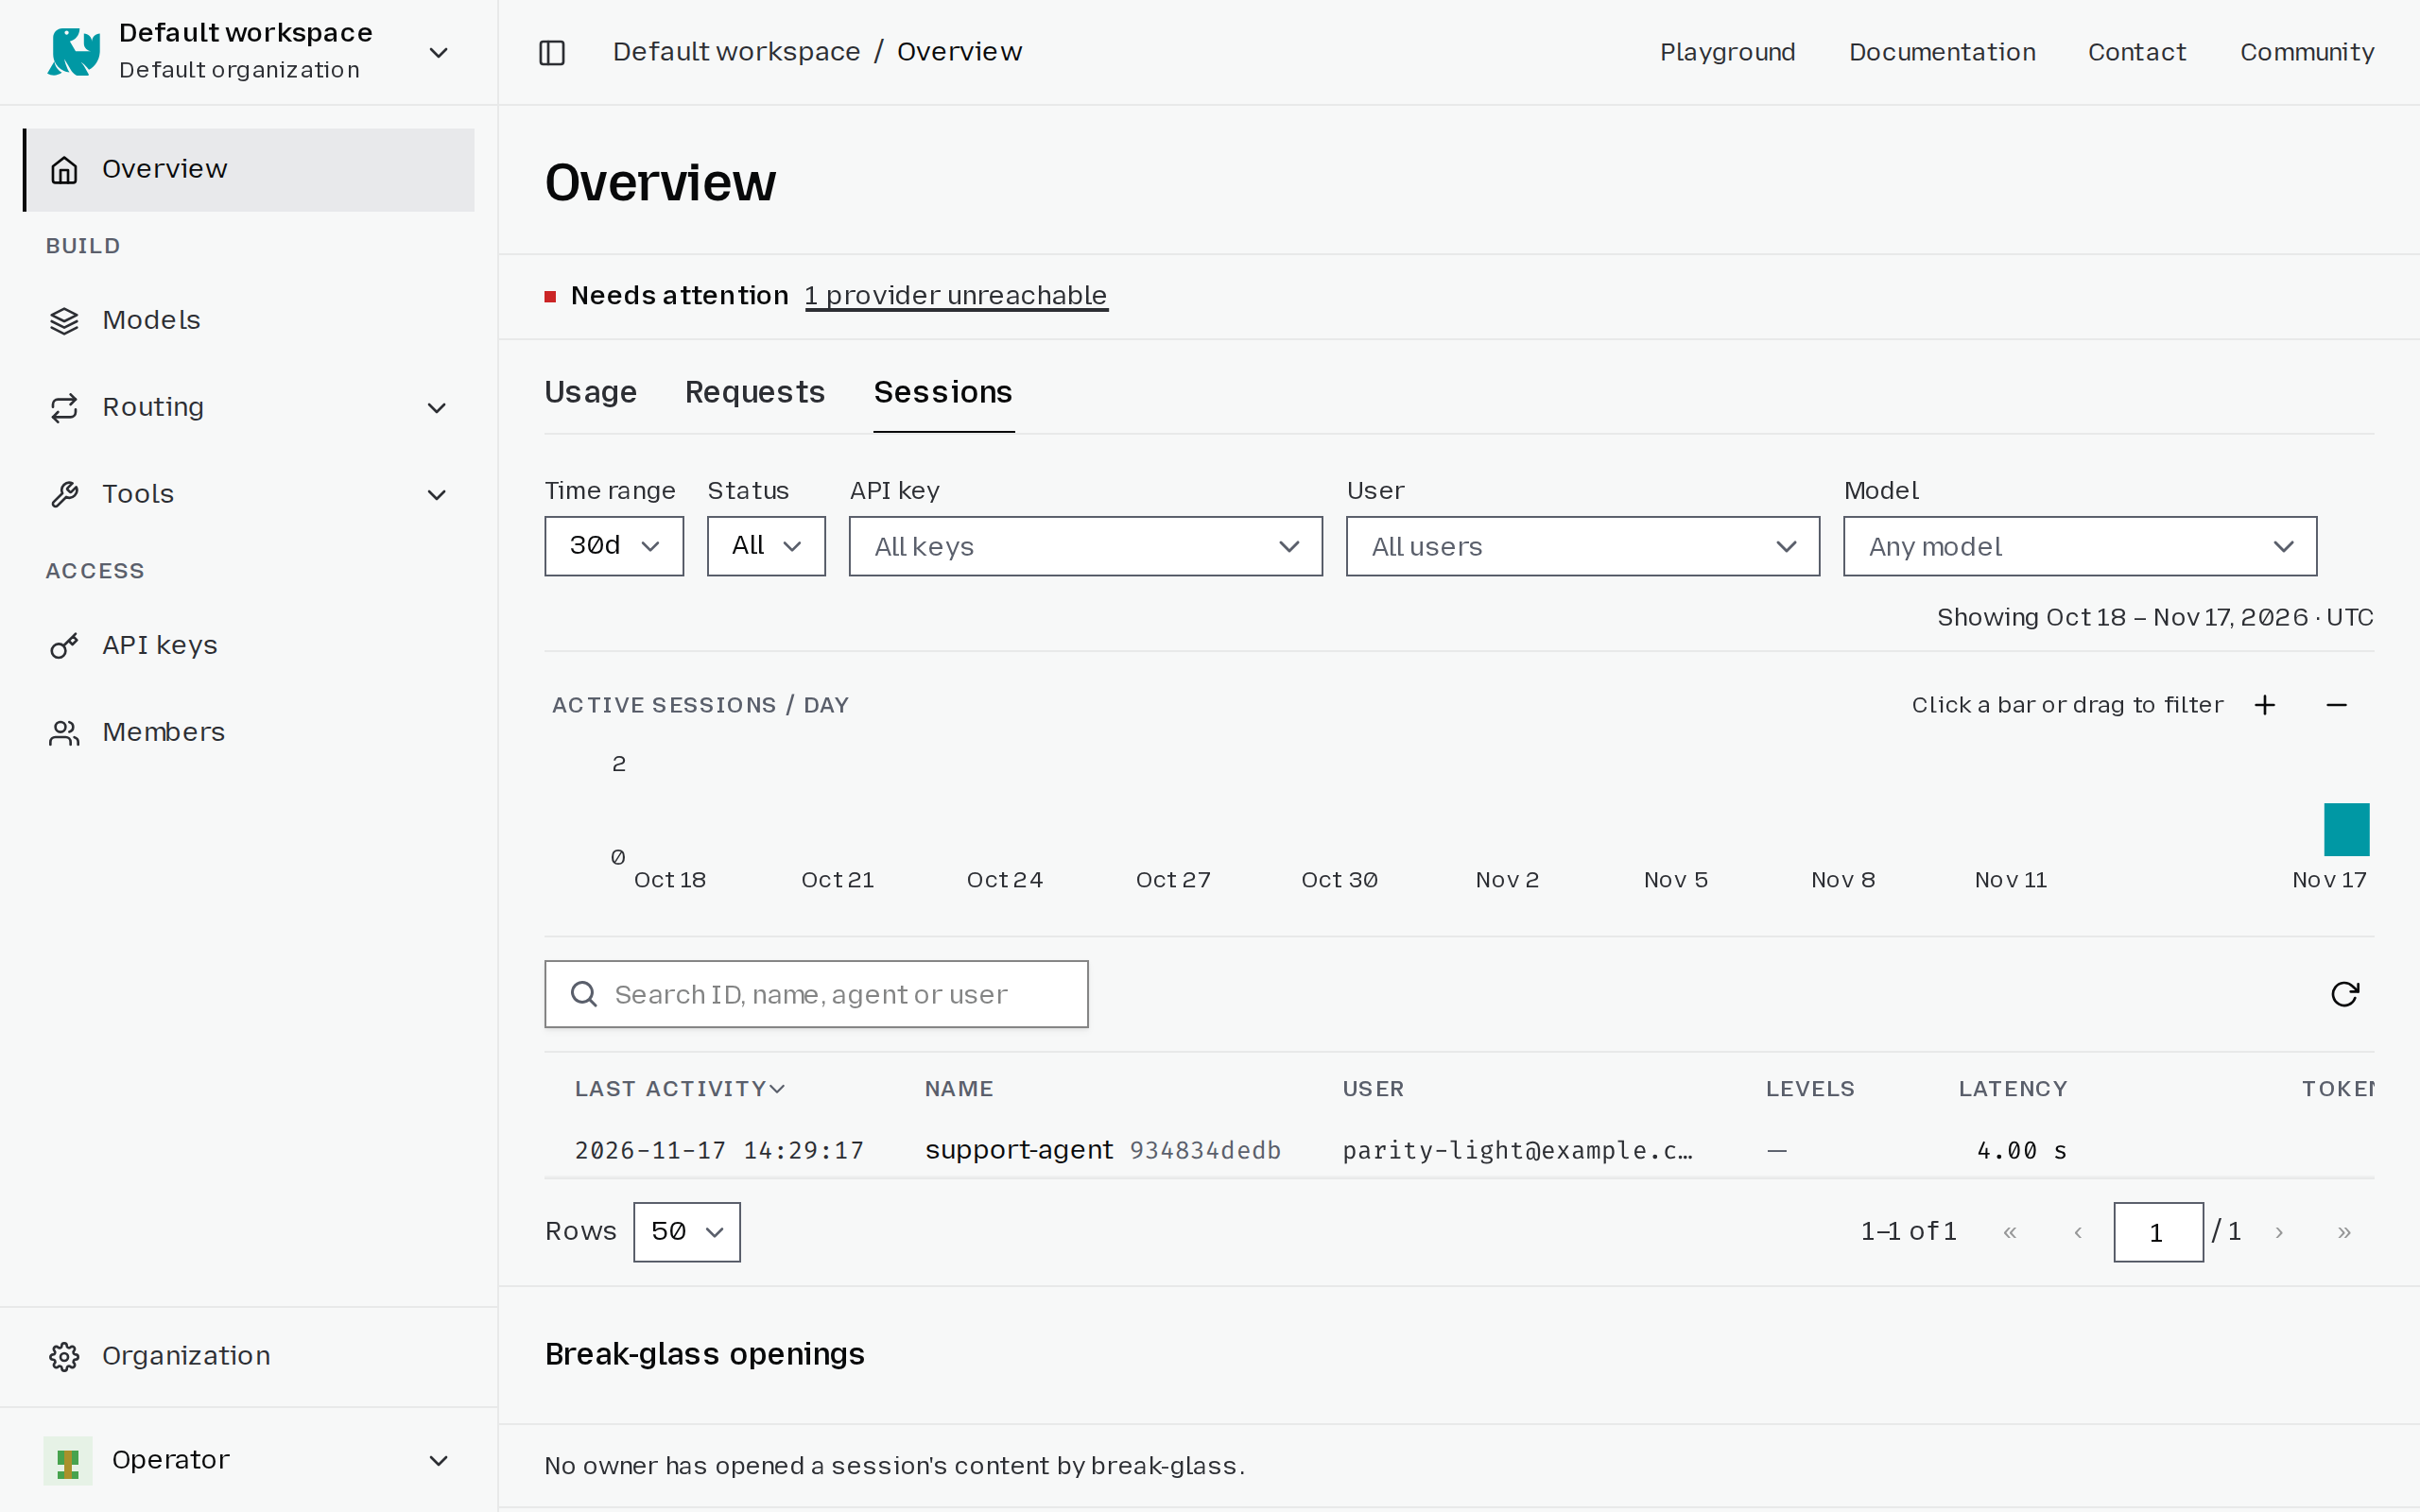 Default workspace
Default organization
Default workspace / Overview
Playground
Documentation
Contact
Community
Overview
BUILD
Models
Routing
Tools
ACCESS
API keys
Members
Organization
Operator
Overview
Needs attention 1 provider unreachable
Usage Requests Sessions
Time range Status API key User Model
30d All All keys All users Any model
Showing Oct 18 – Nov 17, 2026 · UTC
ACTIVE SESSIONS / DAY
Click a bar or drag to filter + −
2
0
Oct 18 Oct 21 Oct 24 Oct 27 Oct 30 Nov 2 Nov 5 Nov 8 Nov 11 Nov 17
Search ID, name, agent or user
LAST ACTIVITY NAME USER LEVELS LATENCY TOKEN
2026-11-17 14:29:17 support-agent 934834dedb parity-light@example.c… — 4.00 s
Rows 50 1–1 of 1 « ‹ 1 / 1 › »
Break-glass openings
No owner has opened a session's content by break-glass.